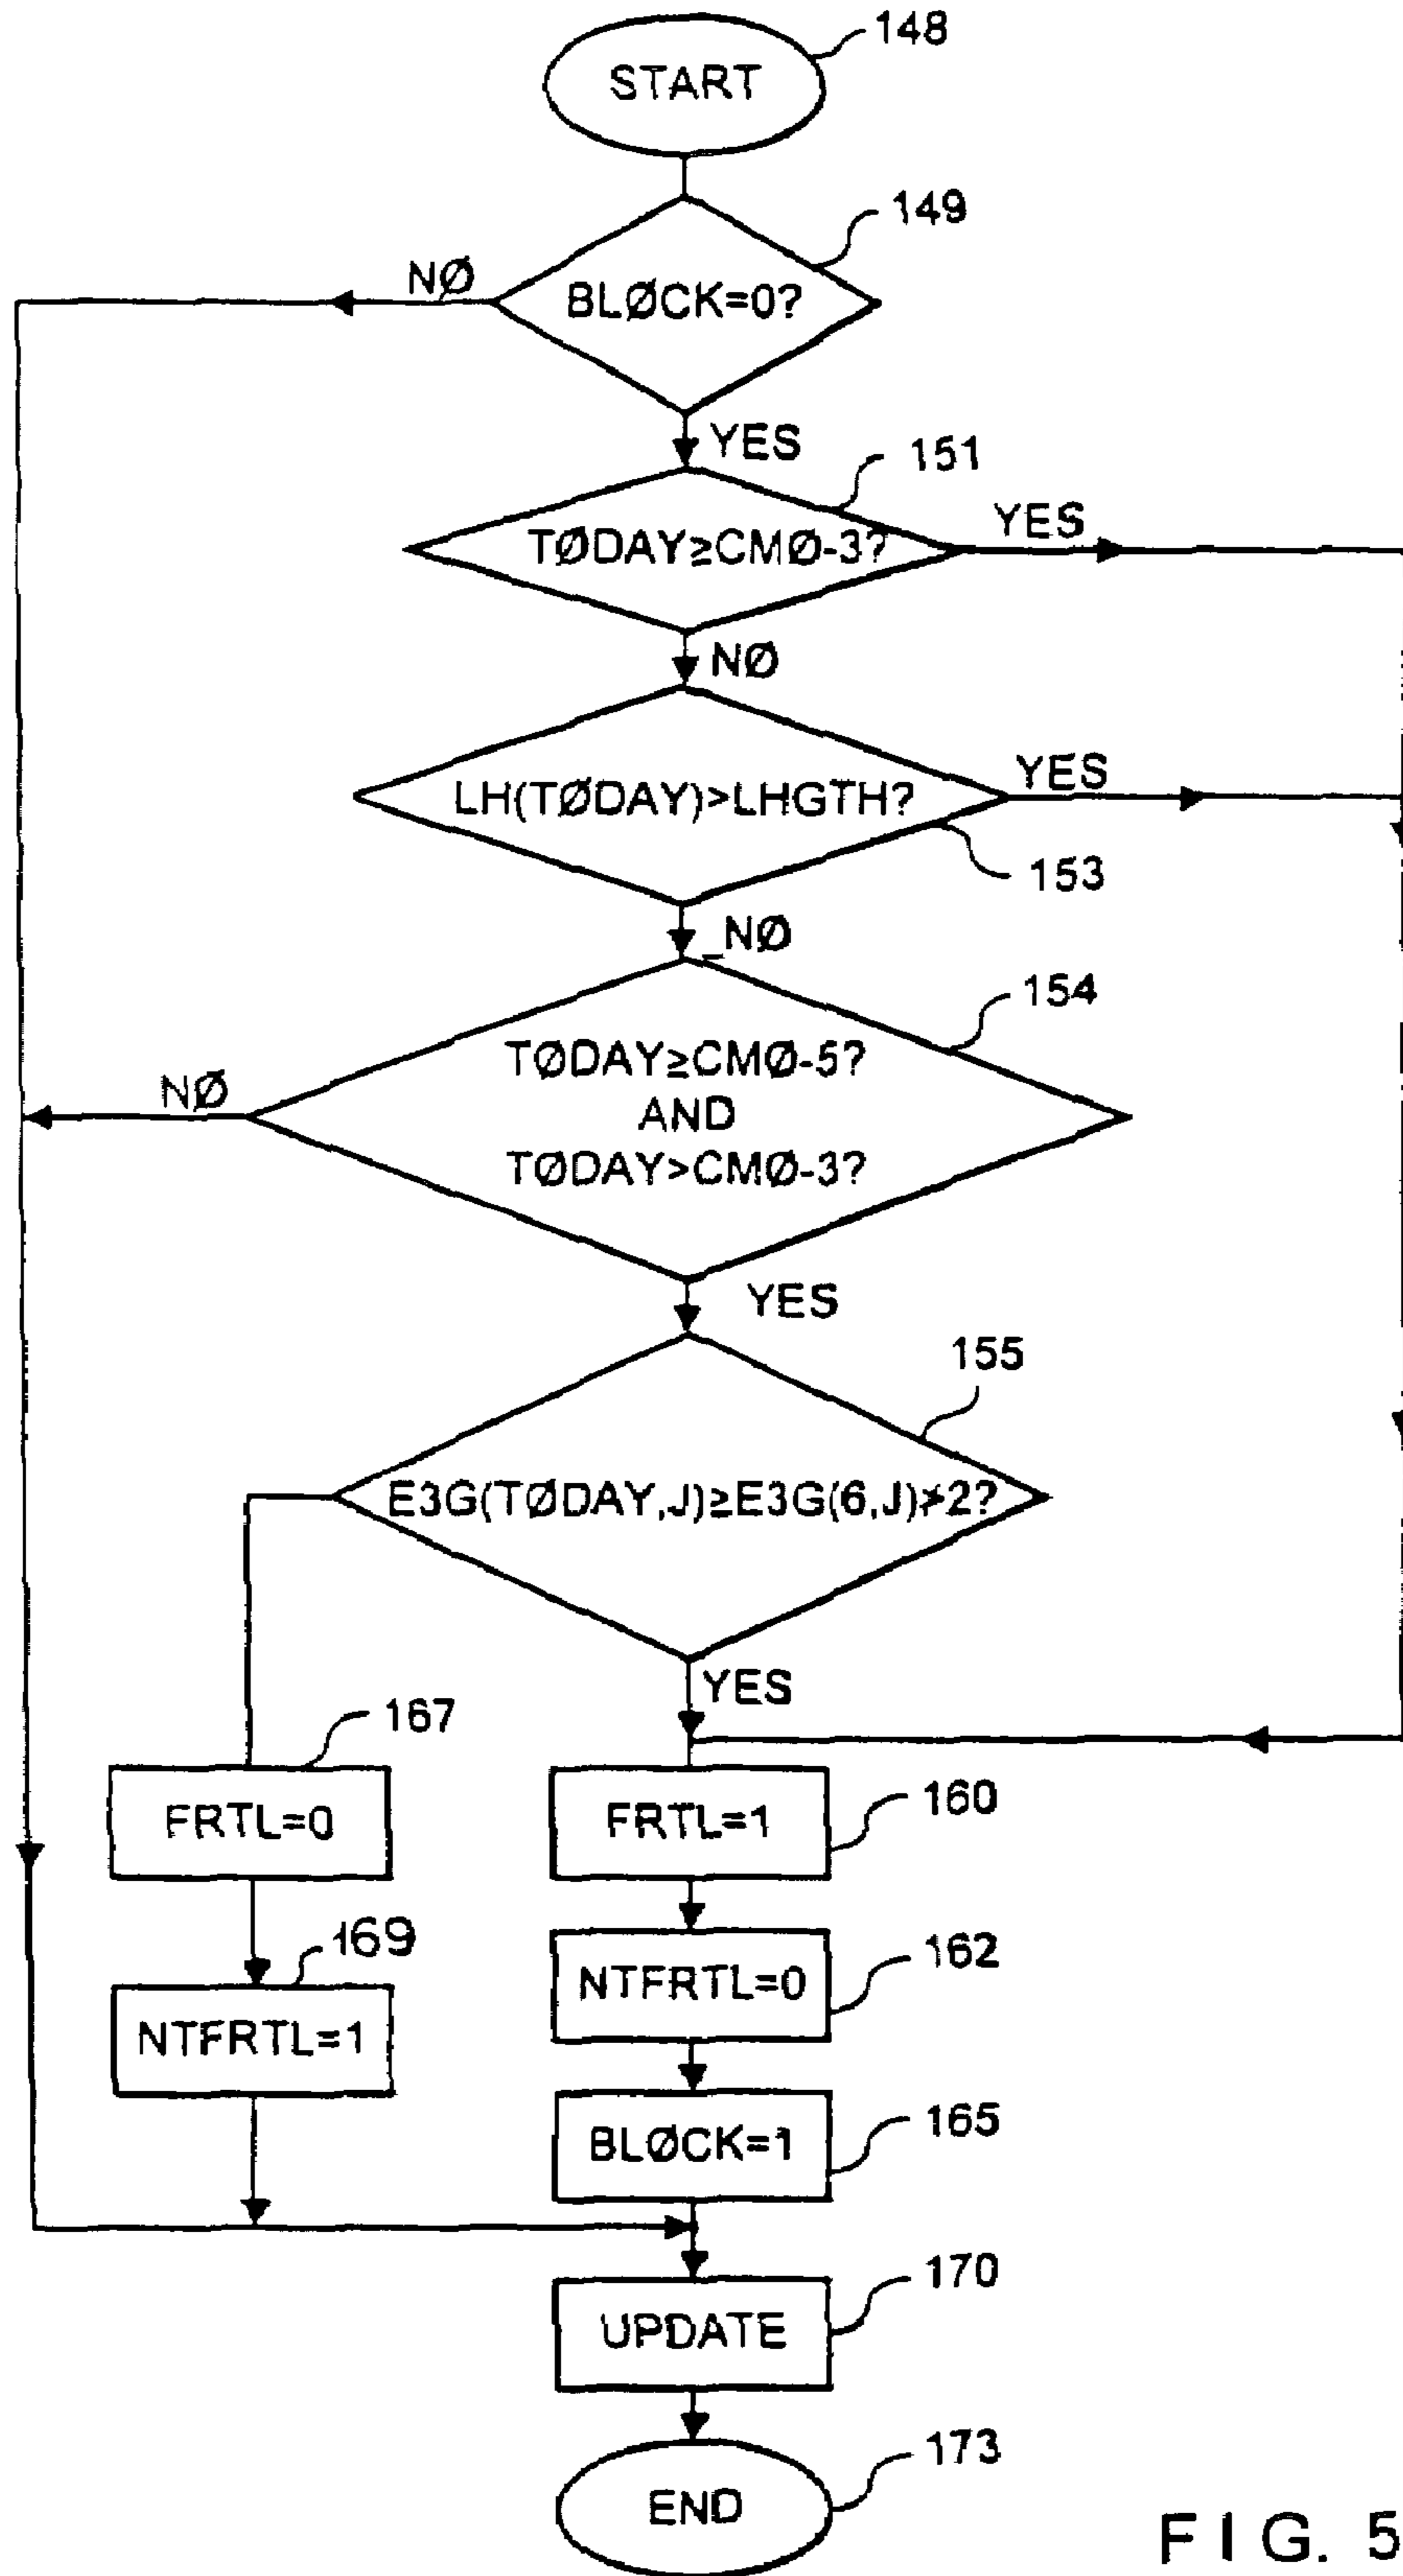 START
148
149
NØ
BLØCK=0?
YES
151
TØDAY≥CMØ-3?
YES
NØ
LH(TØDAY)>LHGTH?
YES
153
NØ
154
TØDAY≥CMØ-5?
AND
TØDAY>CMØ-3?
NØ
YES
155
E3G(TØDAY,J)≥E3G(6,J)*2?
YES
167
FRTL=0
FRTL=1
160
169
NTFRTL=1
NTFRTL=0
162
BLØCK=1
165
UPDATE
170
END
173
FIG. 5